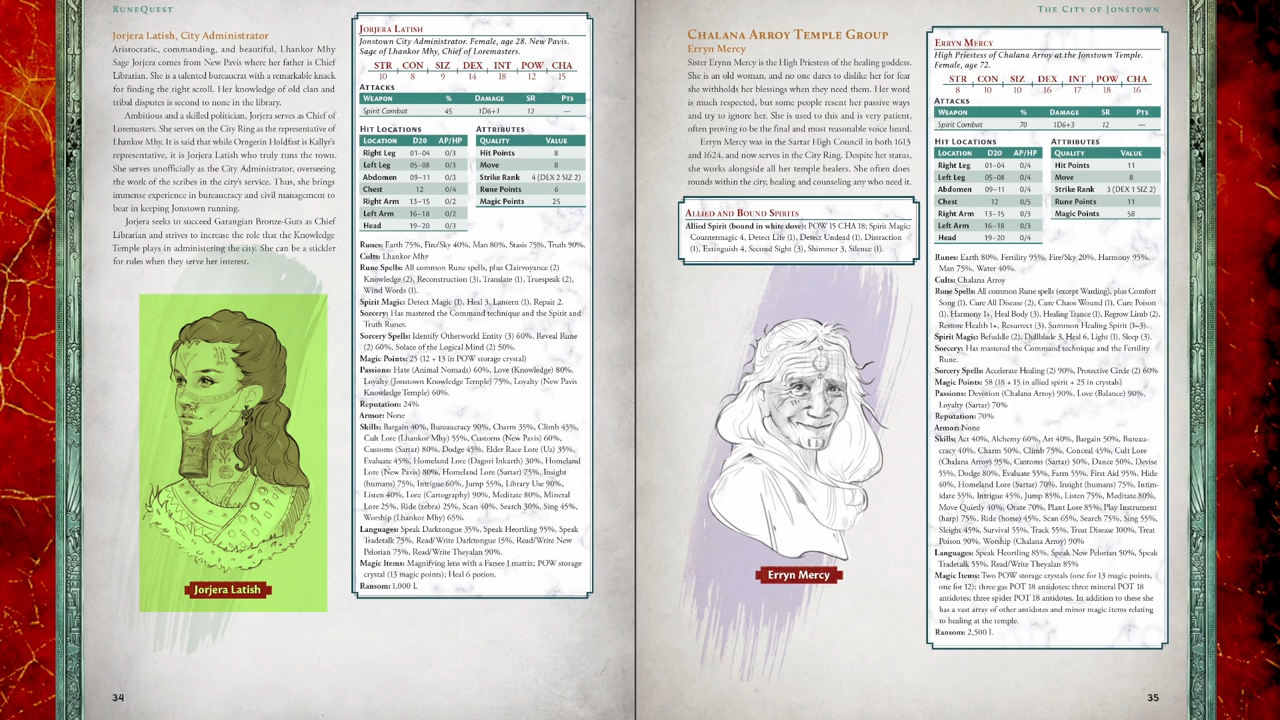 RuneQuest
Jorjera Latish, City Administrator
Aristocratic, commanding, and beautiful, Lhankor Mhy
Sage Jorjera comes from New Pavis where her father is Chief
Librarian. She is a talented bureaucrat with a remarkable knack
for finding the right scroll. Her knowledge of old clan and
tribal disputes is second to none in the library.
Ambitious and a skilled politician, Jorjera serves as Chief of
Loremasters. She serves on the City Ring as the representative of
Lhankor Mhy. It is said that while Orngerin Holdfast is Kallyr's
representative, it is Jorjera Latish who truly runs the town.
She serves unofficially as the City Administrator, overseeing
the work of the scribes in the city's service. Thus, she brings
immense experience in bureaucracy and civil management to
bear in keeping Jonstown running.
Jorjera seeks to succeed Garangian Bronze-Guts as Chief
Librarian and strives to increase the role that the Knowledge
Temple plays in administering the city. She can be a stickler
for rules when they serve her interest.
Jorjera Latish
34
Jorjera Latish
Jonstown City Administrator. Female, age 28. New Pavis.
Sage of Lhankor Mhy, Chief of Loremasters.
STR CON SIZ DEX INT POW CHA
10 8 9 14 18 12 15
Attacks
Weapon % Damage SR Pts
Spirit Combat 45 1D6+1 12 —
Hit Locations
Location D20 AP/HP
Right Leg 01–04 0/3
Left Leg 05–08 0/3
Abdomen 09–11 0/3
Chest 12 0/4
Right Arm 13–15 0/2
Left Arm 16–18 0/2
Head 19–20 0/3
Attributes
Quality Value
Hit Points 8
Move 8
Strike Rank 4 (DEX 2 SIZ 2)
Rune Points 6
Magic Points 25
Runes: Earth 75%, Fire/Sky 40%, Man 80%, Stasis 75%, Truth 90%.
Cults: Lhankor Mhy
Rune Spells: All common Rune spells, plus Clairvoyance (2)
Knowledge (2), Reconstruction (3), Translate (1), Truespeak (2),
Wind Words (1).
Spirit Magic: Detect Magic (1), Heal 3, Lantern (1), Repair 2.
Sorcery: Has mastered the Command technique and the Spirit and
Truth Runes.
Sorcery Spells: Identify Otherworld Entity (3) 60%, Reveal Rune
(2) 60%, Solace of the Logical Mind (2) 50%.
Magic Points: 25 (12 + 13 in POW storage crystal)
Passions: Hate (Animal Nomads) 60%, Love (Knowledge) 80%,
Loyalty (Jonstown Knowledge Temple) 75%, Loyalty (New Pavis
Knowledge Temple) 60%.
Reputation: 24%
Armor: None
Skills: Bargain 40%, Bureaucracy 90%, Charm 35%, Climb 45%,
Cult Lore (Lhankor Mhy) 55%, Customs (New Pavis) 60%,
Customs (Sartar) 80%, Dodge 45%, Elder Race Lore (Uz) 35%,
Evaluate 45%, Homeland Lore (Dagori Inkarth) 30%, Homeland
Lore (New Pavis) 80%, Homeland Lore (Sartar) 75%, Insight
(humans) 75%, Intrigue 60%, Jump 55%, Library Use 90%,
Listen 40%, Lore (Cartography) 90%, Meditate 80%, Mineral
Lore 25%, Ride (zebra) 25%, Scan 40%, Search 30%, Sing 45%,
Worship (Lhankor Mhy) 65%.
Languages: Speak Darktongue 35%, Speak Heortling 95%, Speak
Tradetalk 75%, Read/Write Darktongue 15%, Read/Write New
Pelorian 75%, Read/Write Theyalan 90%.
Magic Items: Magnifying lens with a Farsee 1 matrix; POW storage
crystal (13 magic points); Heal 6 potion.
Ransom: 1,000 L
The City of Jonstown
Chalana Arroy Temple Group
Erryn Mercy
Sister Erynn Mercy is the High Priestess of the healing goddess.
She is an old woman, and no one dares to dislike her for fear
she withholds her blessings when they need them. Her word
is much respected, but some people resent her passive ways
and try to ignore her. She is used to this and is very patient,
often proving to be the final and most reasonable voice heard.
Erryn Mercy was in the Sartar High Council in both 1613
and 1624, and now serves in the City Ring. Despite her status,
she works alongside all her temple healers. She often does
rounds within the city, healing and counseling any who need it.
Allied and Bound Spirits
Allied Spirit (bound in white dove): POW 15 CHA 18; Spirit Magic:
Countermagic 4, Detect Life (1), Detect Undead (1), Distraction
(1), Extinguish 4, Second Sight (3), Shimmer 3, Silence (1).
Erryn Mercy
Erryn Mercy
High Priestess of Chalana Arroy at the Jonstown Temple.
Female, age 72.
STR CON SIZ DEX INT POW CHA
8 10 10 16 17 18 16
Attacks
Weapon % Damage SR Pts
Spirit Combat 70 1D6+3 12 —
Hit Locations
Location D20 AP/HP
Right Leg 01–04 0/4
Left Leg 05–08 0/4
Abdomen 09–11 0/4
Chest 12 0/5
Right Arm 13–15 0/3
Left Arm 16–18 0/3
Head 19–20 0/4
Attributes
Quality Value
Hit Points 11
Move 8
Strike Rank 3 (DEX 1 SIZ 2)
Rune Points 11
Magic Points 58
Runes: Earth 80%, Fertility 95%, Fire/Sky 20%, Harmony 95%,
Man 75%, Water 40%.
Cults: Chalana Arroy
Rune Spells: All common Rune spells (except Warding), plus Comfort
Song (1), Cure All Disease (2), Cure Chaos Wound (1), Cure Poison
(1), Harmony 1+, Heal Body (3), Healing Trance (1), Regrow Limb (2),
Restore Health 1+, Resurrect (3), Summon Healing Spirit (1–3).
Spirit Magic: Befuddle (2), Dullblade 3, Heal 6, Light (1), Sleep (3).
Sorcery: Has mastered the Command technique and the Fertility
Rune.
Sorcery Spells: Accelerate Healing (2) 90%, Protective Circle (2) 60%
Magic Points: 58 (18 + 15 in allied spirit + 25 in crystals)
Passions: Devotion (Chalana Arroy) 90%, Love (Balance) 90%,
Loyalty (Sartar) 70%
Reputation: 70%
Armor: None
Skills: Act 40%, Alchemy 60%, Art 40%, Bargain 50%, Bureau-
cracy 40%, Charm 50%, Climb 75%, Conceal 45%, Cult Lore
(Chalana Arroy) 95%, Customs (Sartar) 50%, Dance 50%, Devise
55%, Dodge 80%, Evaluate 55%, Farm 55%, First Aid 95%, Hide
40%, Homeland Lore (Sartar) 70%, Insight (humans) 75%, Intim-
idate 55%, Intrigue 45%, Jump 85%, Listen 75%, Meditate 80%,
Move Quietly 40%, Orate 70%, Plant Lore 85%, Play Instrument
(harp) 75%, Ride (horse) 45%, Scan 65%, Search 75%, Sing 55%,
Sleight 45%, Survival 55%, Track 55%, Treat Disease 100%, Treat
Poison 90%, Worship (Chalana Arroy) 90%
Languages: Speak Heortling 85%, Speak New Pelorian 50%, Speak
Tradetalk 55%, Read/Write Theyalan 85%
Magic Items: Two POW storage crystals (one for 13 magic points,
one for 12); three gas POT 18 antidotes; three mineral POT 18
antidotes; three spider POT 18 antidotes. In addition to these she
has a vast array of other antidotes and minor magic items relating
to healing at the temple.
Ransom: 2,500 L
35